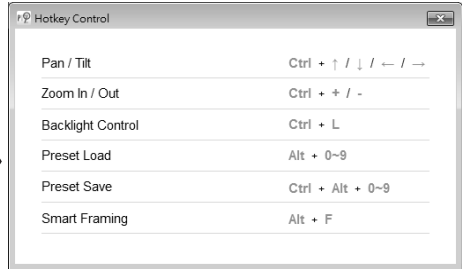 Hotkey Control
Pan / Tilt Ctrl + ↑ / ↓ / ← / →
Zoom In / Out Ctrl + + / -
Backlight Control Ctrl + L
Preset Load Alt + 0~9
Preset Save Ctrl + Alt + 0~9
Smart Framing Alt + F